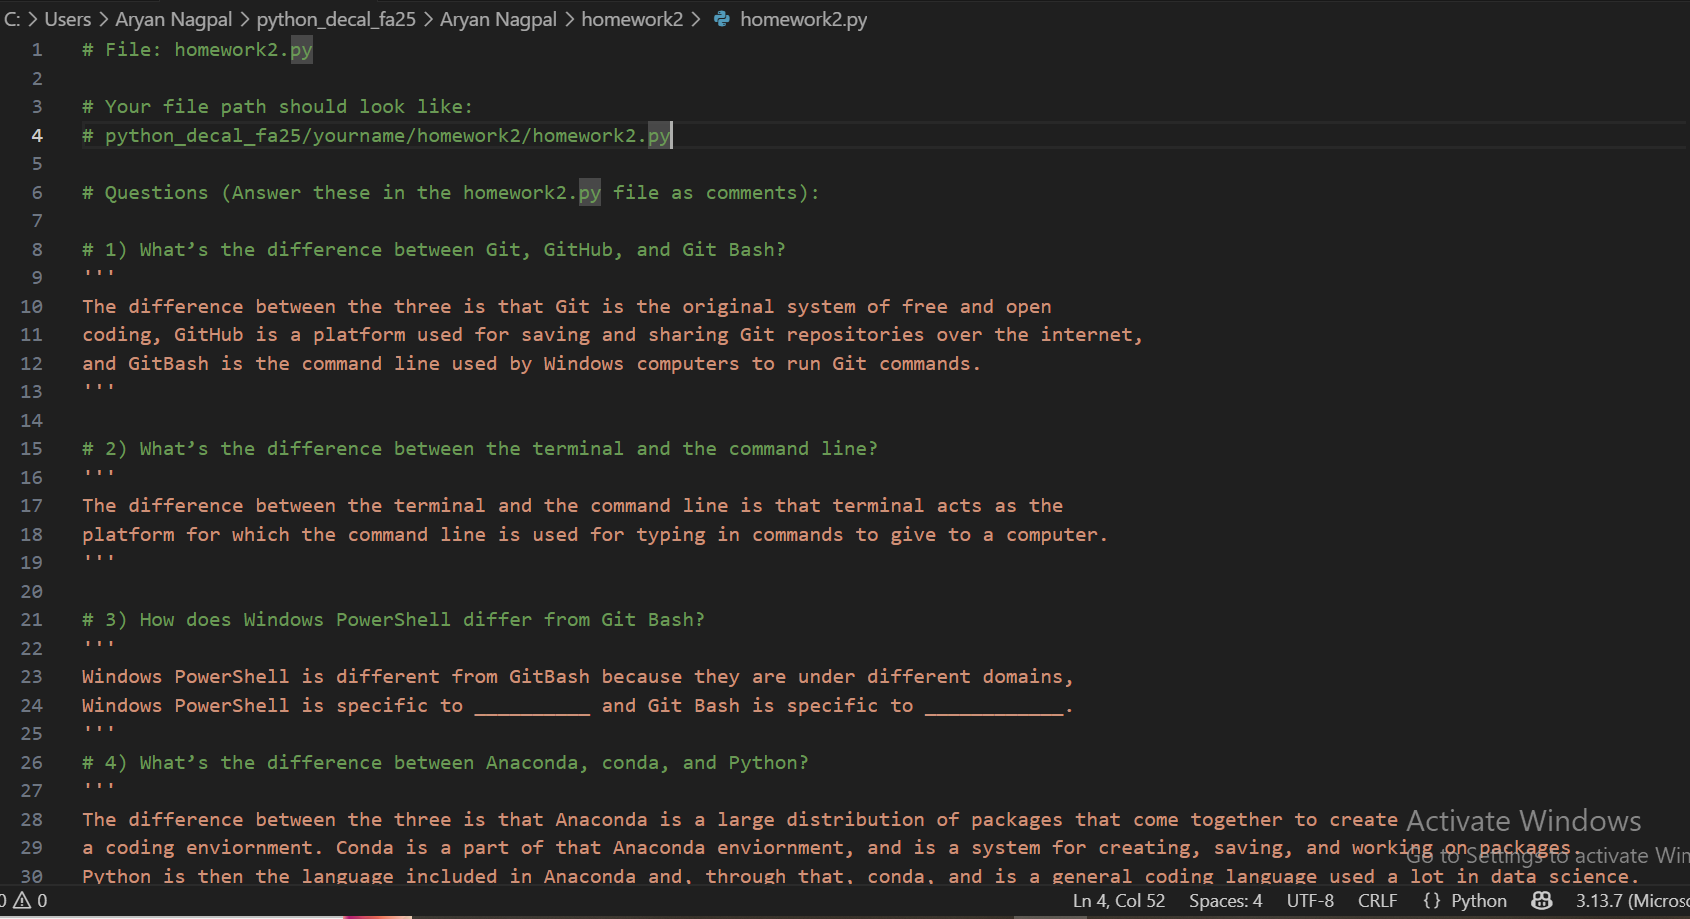 C: > Users > Aryan Nagpal > python_decal_fa25 > Aryan Nagpal > homework2 > homework2.py
1 # File: homework2.py
2
3 # Your file path should look like:
4 # python_decal_fa25/yourname/homework2/homework2.py
5
6 # Questions (Answer these in the homework2.py file as comments):
7
8 # 1) What’s the difference between Git, GitHub, and Git Bash?
9 '''
10 The difference between the three is that Git is the original system of free and open
11 coding, GitHub is a platform used for saving and sharing Git repositories over the internet,
12 and GitBash is the command line used by Windows computers to run Git commands.
13 '''
14
15 # 2) What’s the difference between the terminal and the command line?
16 '''
17 The difference between the terminal and the command line is that terminal acts as the
18 platform for which the command line is used for typing in commands to give to a computer.
19 '''
20
21 # 3) How does Windows PowerShell differ from Git Bash?
22 '''
23 Windows PowerShell is different from GitBash because they are under different domains,
24 Windows PowerShell is specific to __________ and Git Bash is specific to ____________.
25 '''
26 # 4) What’s the difference between Anaconda, conda, and Python?
27 '''
28 The difference between the three is that Anaconda is a large distribution of packages that come together to create
Activate Windows
29 a coding enviornment. Conda is a part of that Anaconda enviornment, and is a system for creating, saving, and working on packages.
Go to Settings to activate Win
30 Python is then the language included in Anaconda and, through that, conda, and is a general coding language used a lot in data science.
0 0 Ln 4, Col 52 Spaces: 4 UTF-8 CRLF {} Python 3.13.7 (Micros